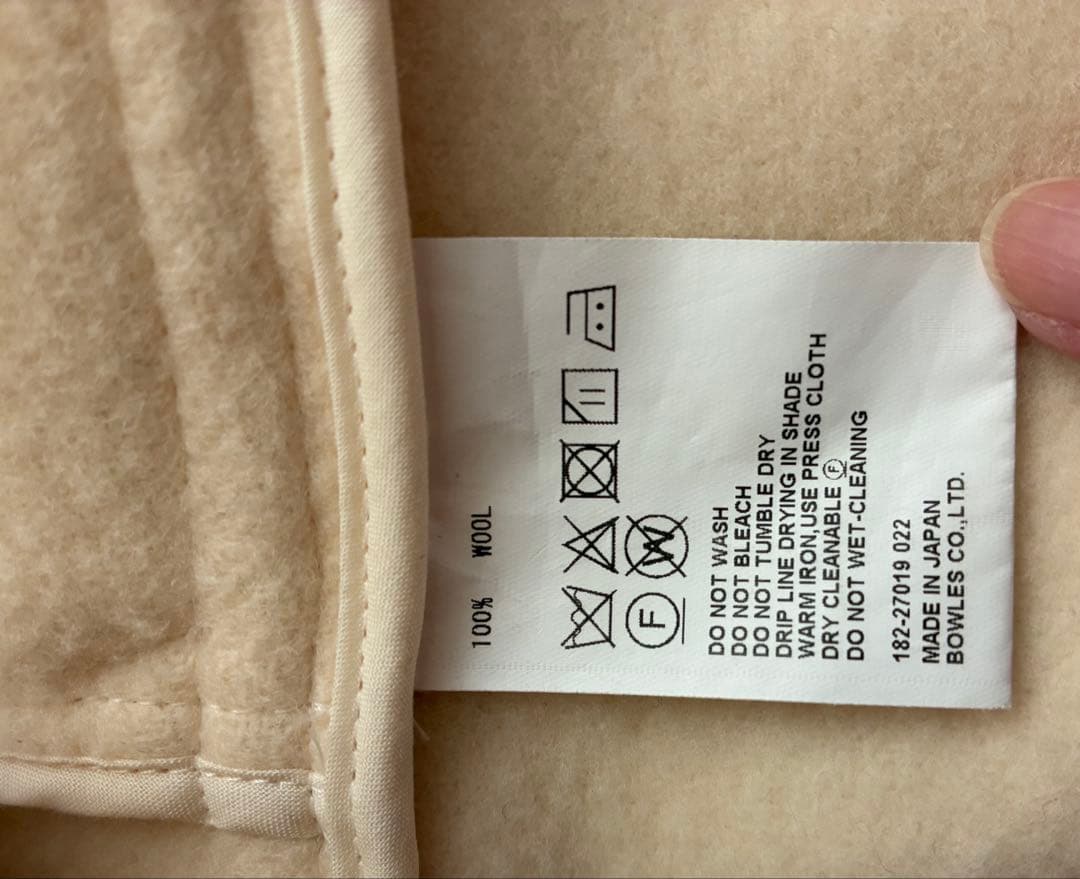 100% WOOL
F W
DO NOT WASH
DO NOT BLEACH
DO NOT TUMBLE DRY
DRIP LINE DRYING IN SHADE
WARM IRON,USE PRESS CLOTH
DRY CLEANABLE Ⓕ
DO NOT WET-CLEANING
182-27019 022
MADE IN JAPAN
BOWLES CO.,LTD.